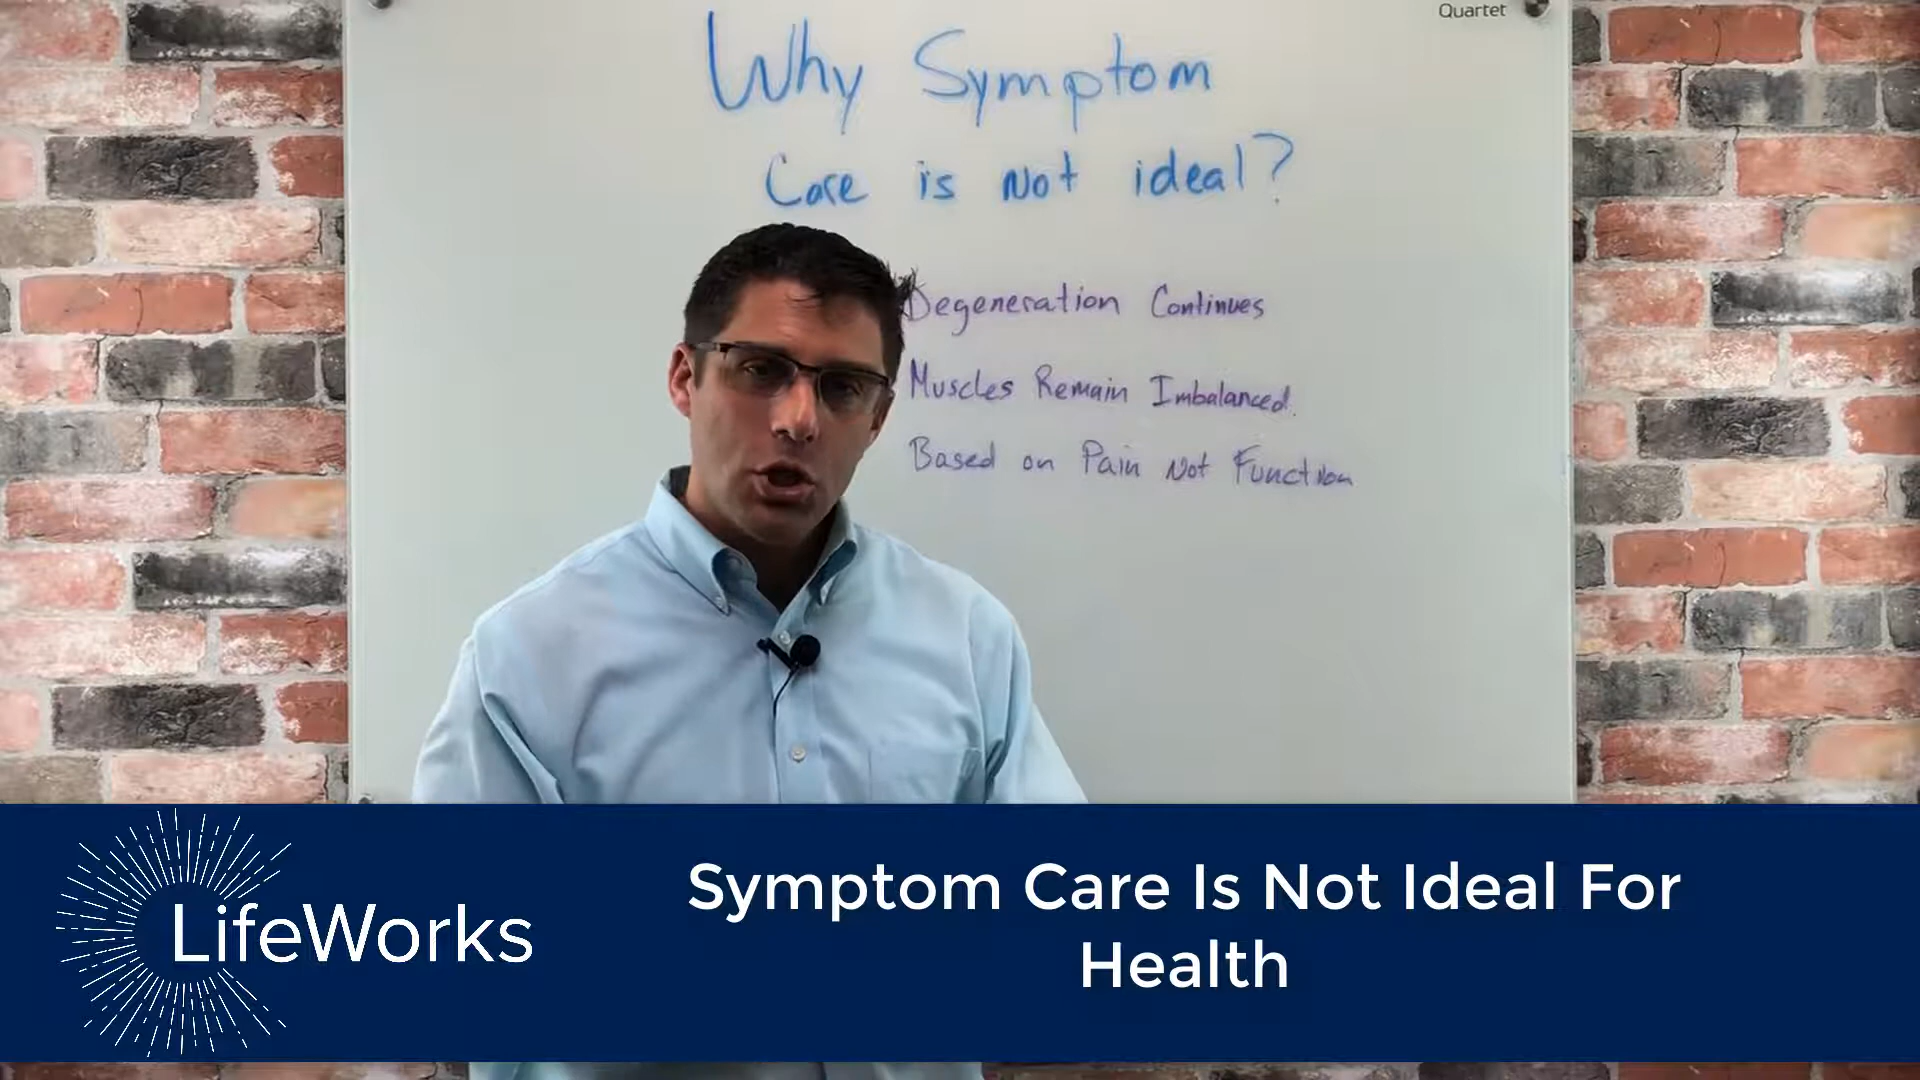 Quartet
Why Symptom
Care is Not ideal?
Degeneration Continues
Muscles Remain Imbalanced.
Based on Pain Not Function
LifeWorks
Symptom Care Is Not Ideal For
Health